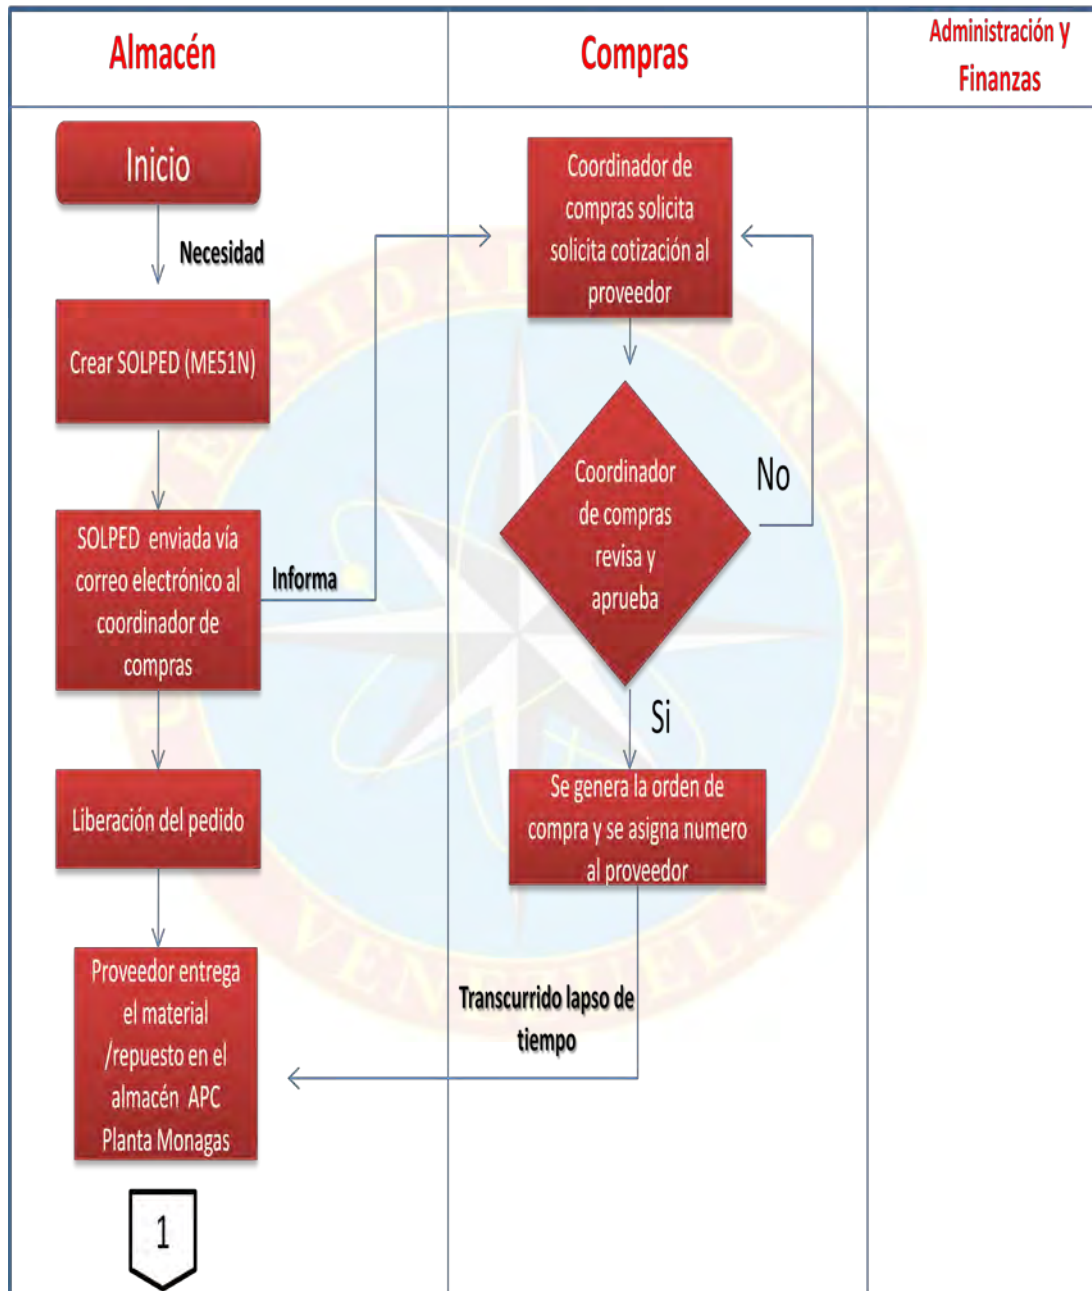 Almacén
Compras
Administración y
Finanzas
Inicio
Necesidad
Crear SOLPED (ME51N)
SOLPED enviada vía
correo electrónico al
coordinador de
compras
Informa
Liberación del pedido
Proveedor entrega
el material
/repuesto en el
almacén APC
Planta Monagas
1
Coordinador de
compras solicita
solicita cotización al
proveedor
Coordinador
de compras
revisa y
aprueba
No
Si
Se genera la orden de
compra y se asigna numero
al proveedor
Transcurrido lapso de
tiempo
ORIENTE
VENEZUELA